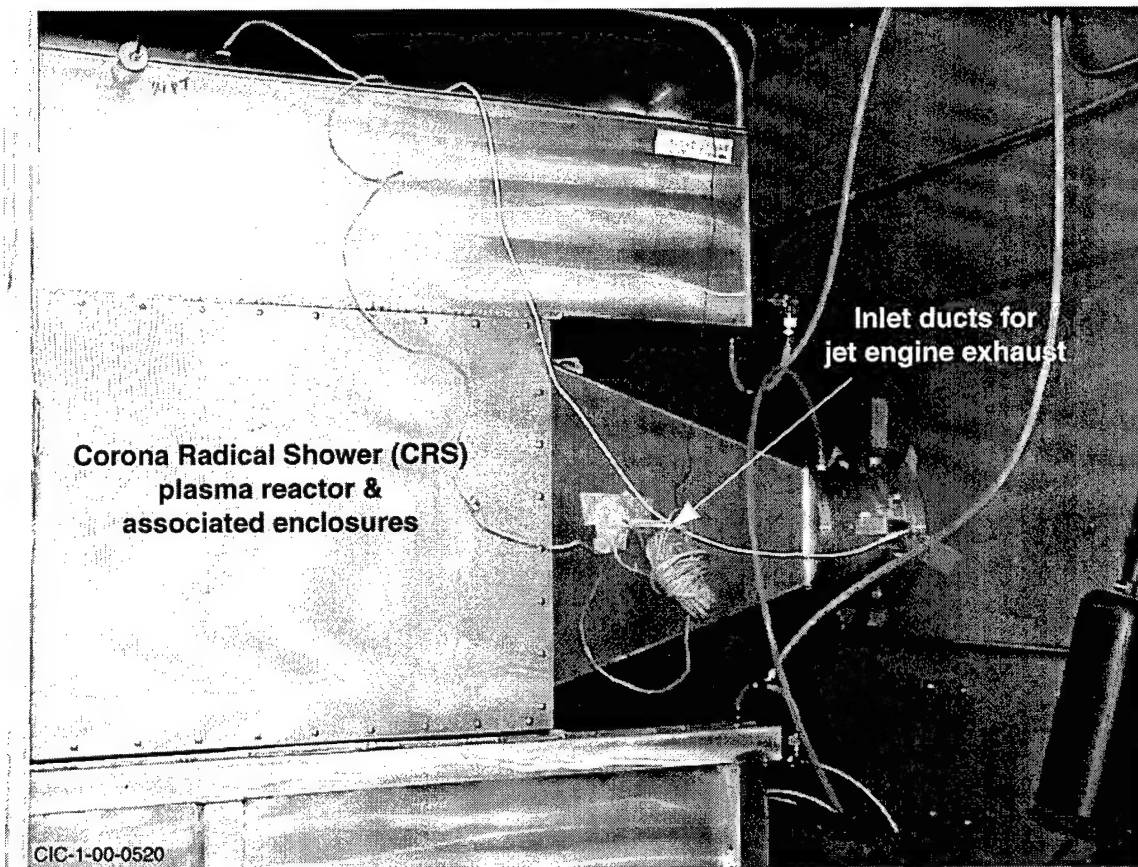 Inlet ducts for
jet engine exhaust
Corona Radical Shower (CRS)
plasma reactor &
associated enclosures
CIC-1-00-0520